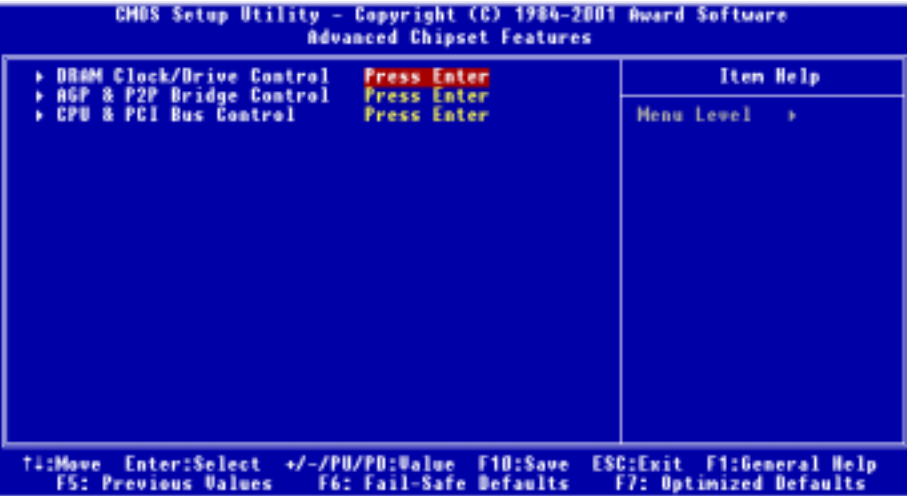 CMOS Setup Utility - Copyright (C) 1984-2001 Award Software
Advanced Chipset Features
▸ DRAM Clock/Drive Control Press Enter
▸ AGP & P2P Bridge Control Press Enter
▸ CPU & PCI Bus Control Press Enter
Item Help
Menu Level ▸
↑↓:Move Enter:Select +/-/PU/PD:Value F10:Save ESC:Exit F1:General Help
F5: Previous Values F6: Fail-Safe Defaults F7: Optimized Defaults